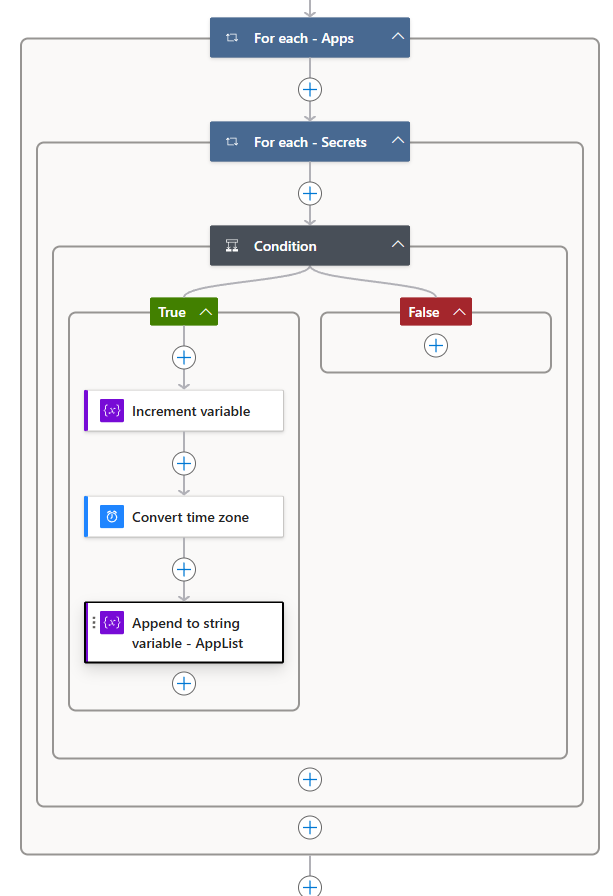 For each - Apps
For each - Secrets
Condition
True
False
{x} Increment variable
Convert time zone
{x} Append to string
variable - AppList